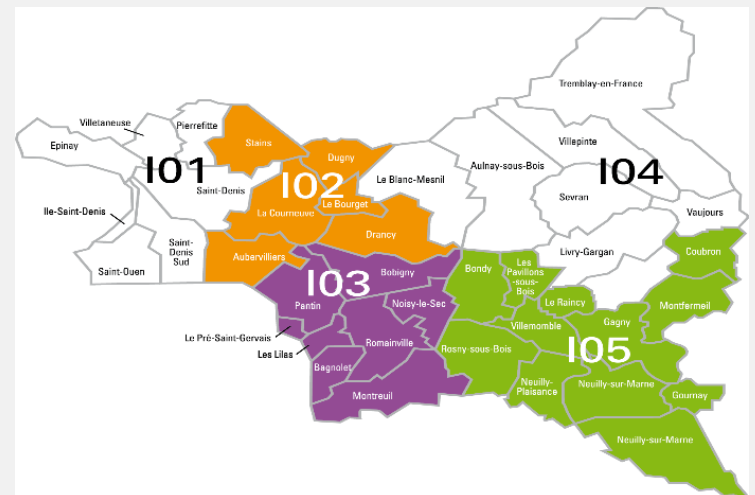 Tremblay-en-France
Villetaneuse
Pierrefitte
Epinay
Stains
Villepinte
Dugny
I01
Aulnay-sous-Bois
I04
Le Blanc-Mesnil
I02
Saint-Denis
Sevran
Le Bourget
Ile-Saint-Denis
La Courneuve
Vaujours
Drancy
Saint-
Denis
Sud
Livry-Gargan
Coubron
Aubervilliers
Saint-Ouen
Bobigny
Bondy
Les
Pavillons
-sous-
Bois
I03
Pantin
Noisy-le-Sec
Le Raincy
Montfermeil
Villemomble
Gagny
Le Pré-Saint-Gervais
Romainville
Rosny-sous-Bois
I05
Les Lilas
Bagnolet
Neuilly-
Plaisance
Neuilly-sur-Marne
Montreuil
Gournay
Neuilly-sur-Marne